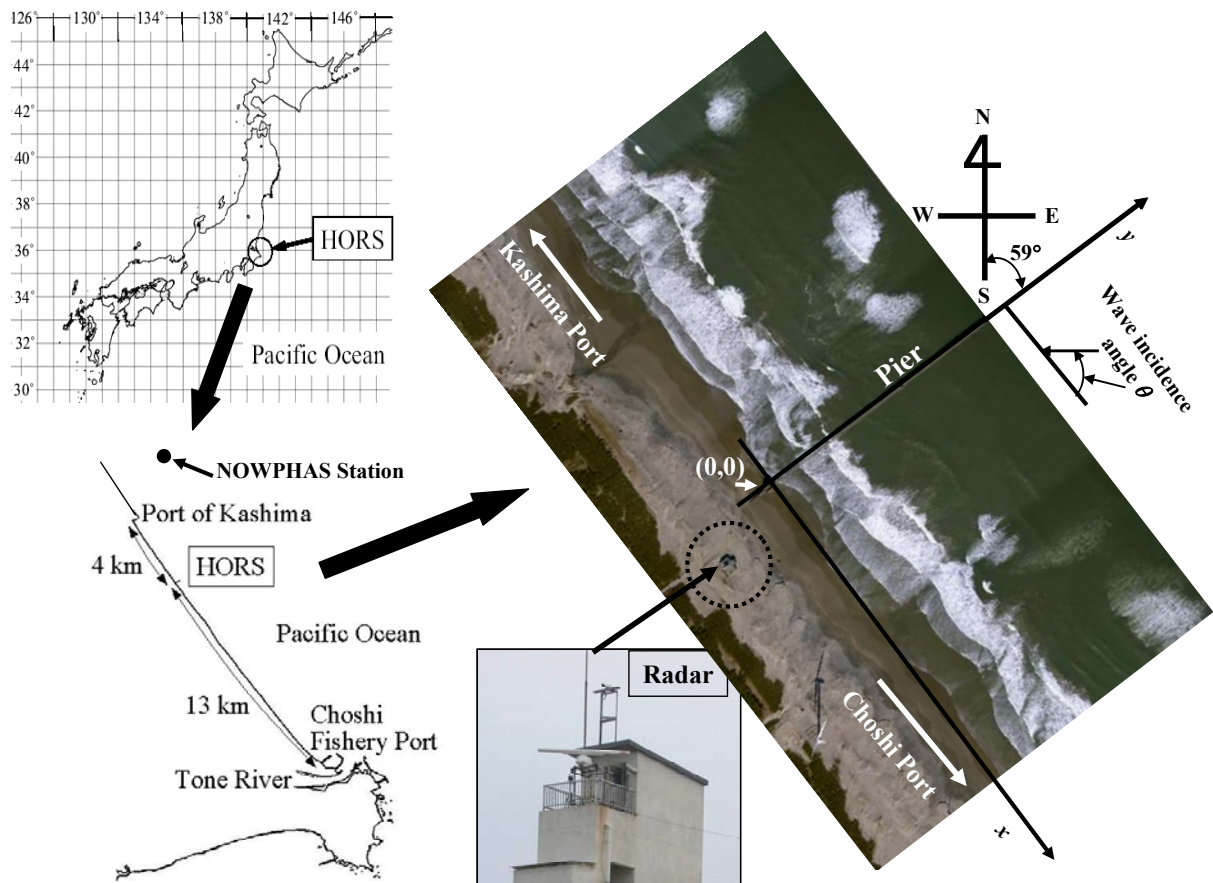 126° 130° 134° 138° 142° 146°
44°
42°
40°
38°
36°
34°
32°
30°
HORS
Pacific Ocean
NOWPHAS Station
Port of Kashima
4 km
HORS
Pacific Ocean
13 km
Choshi
Fishery Port
Tone River
Radar
Kashima Port
(0,0)
Pier
Choshi Port
x
y
N
W
E
S
59°
Wave incidence
angle θ